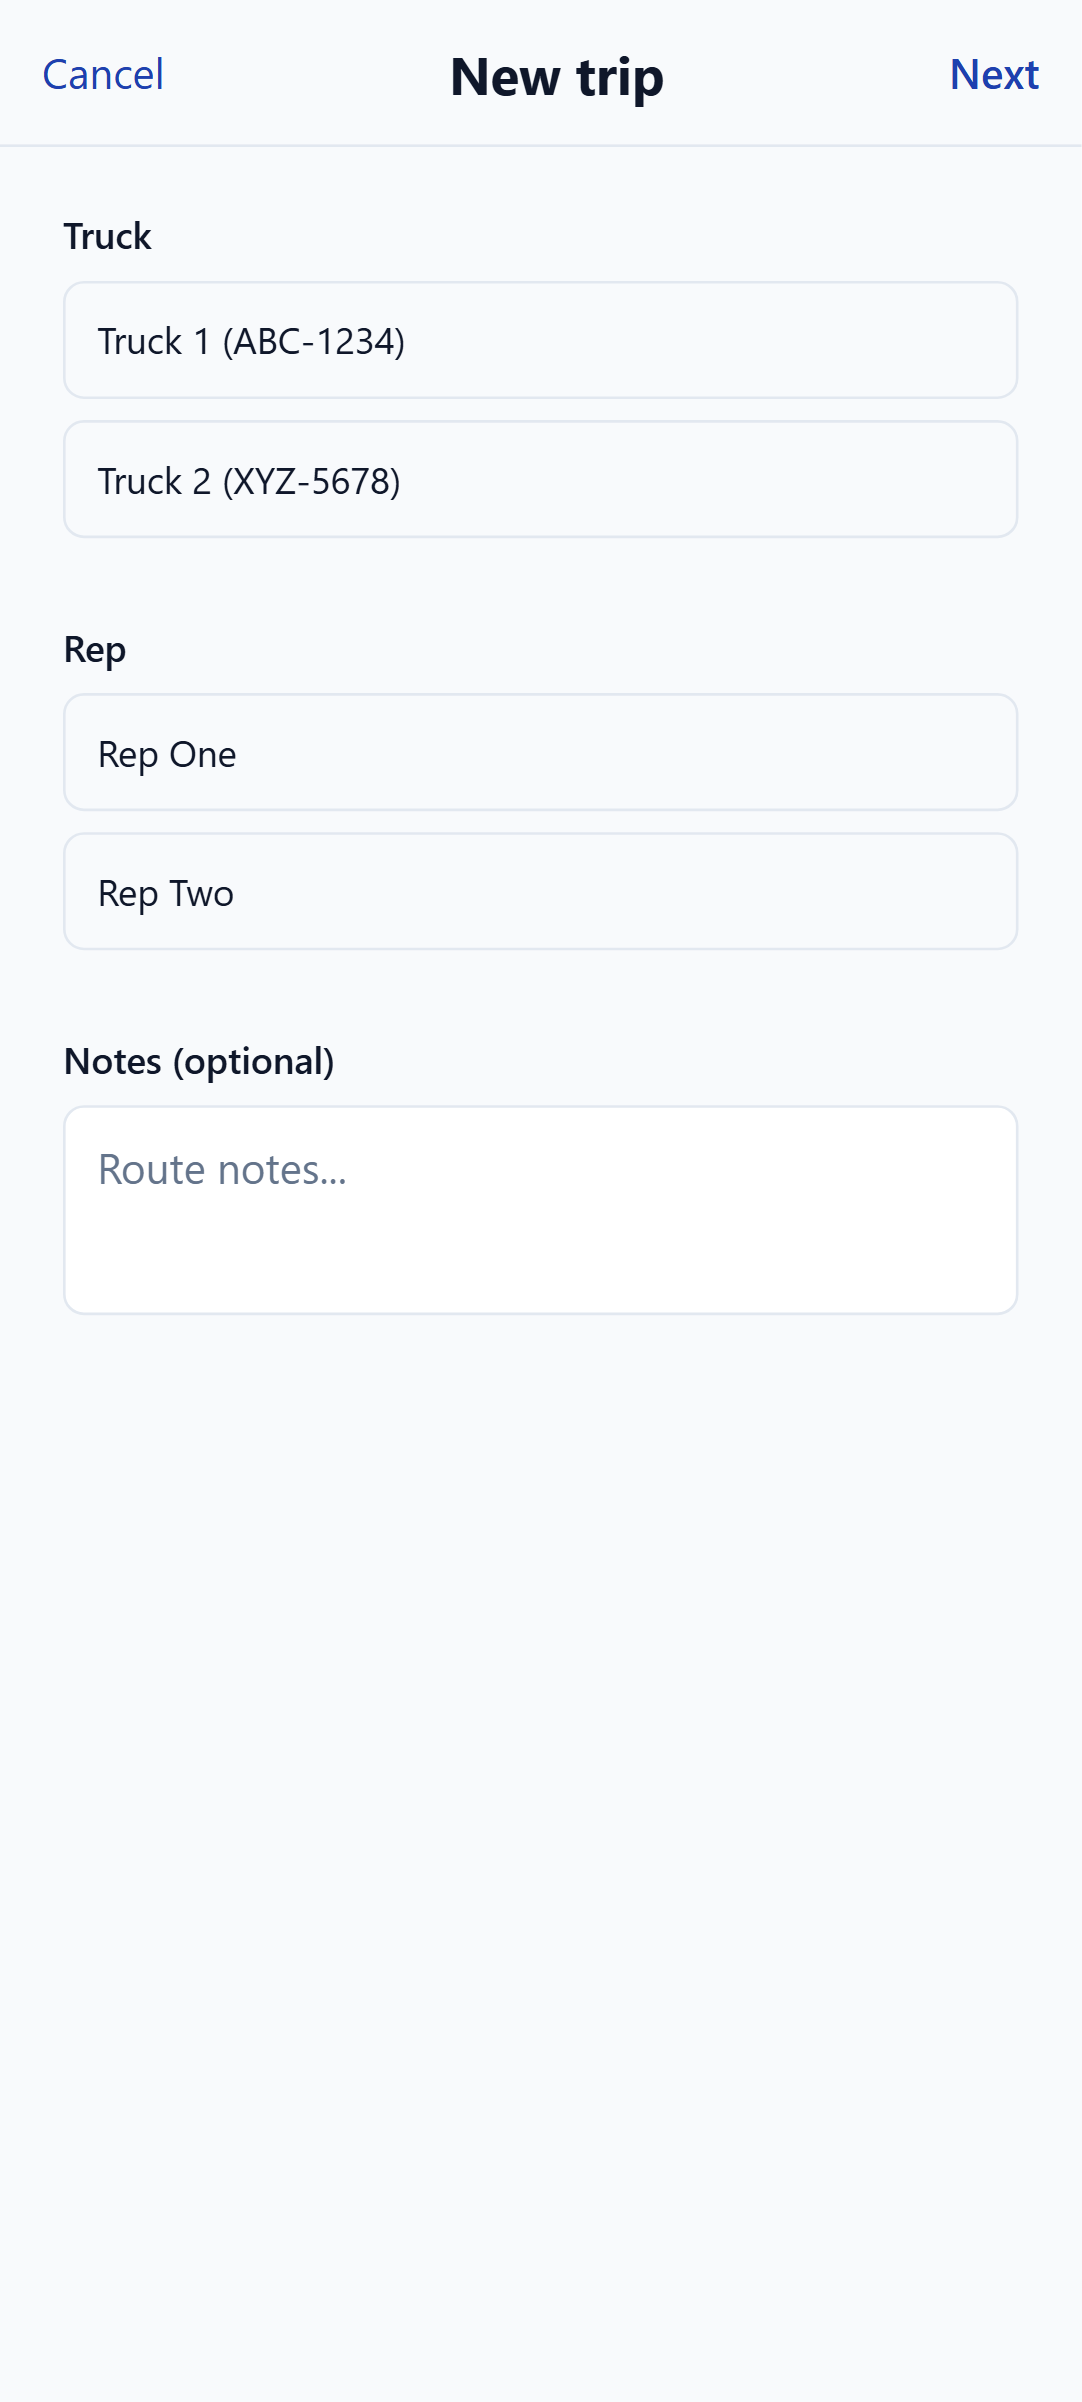 Cancel
New trip
Next
Truck
Truck 1 (ABC-1234)
Truck 2 (XYZ-5678)
Rep
Rep One
Rep Two
Notes (optional)
Route notes...